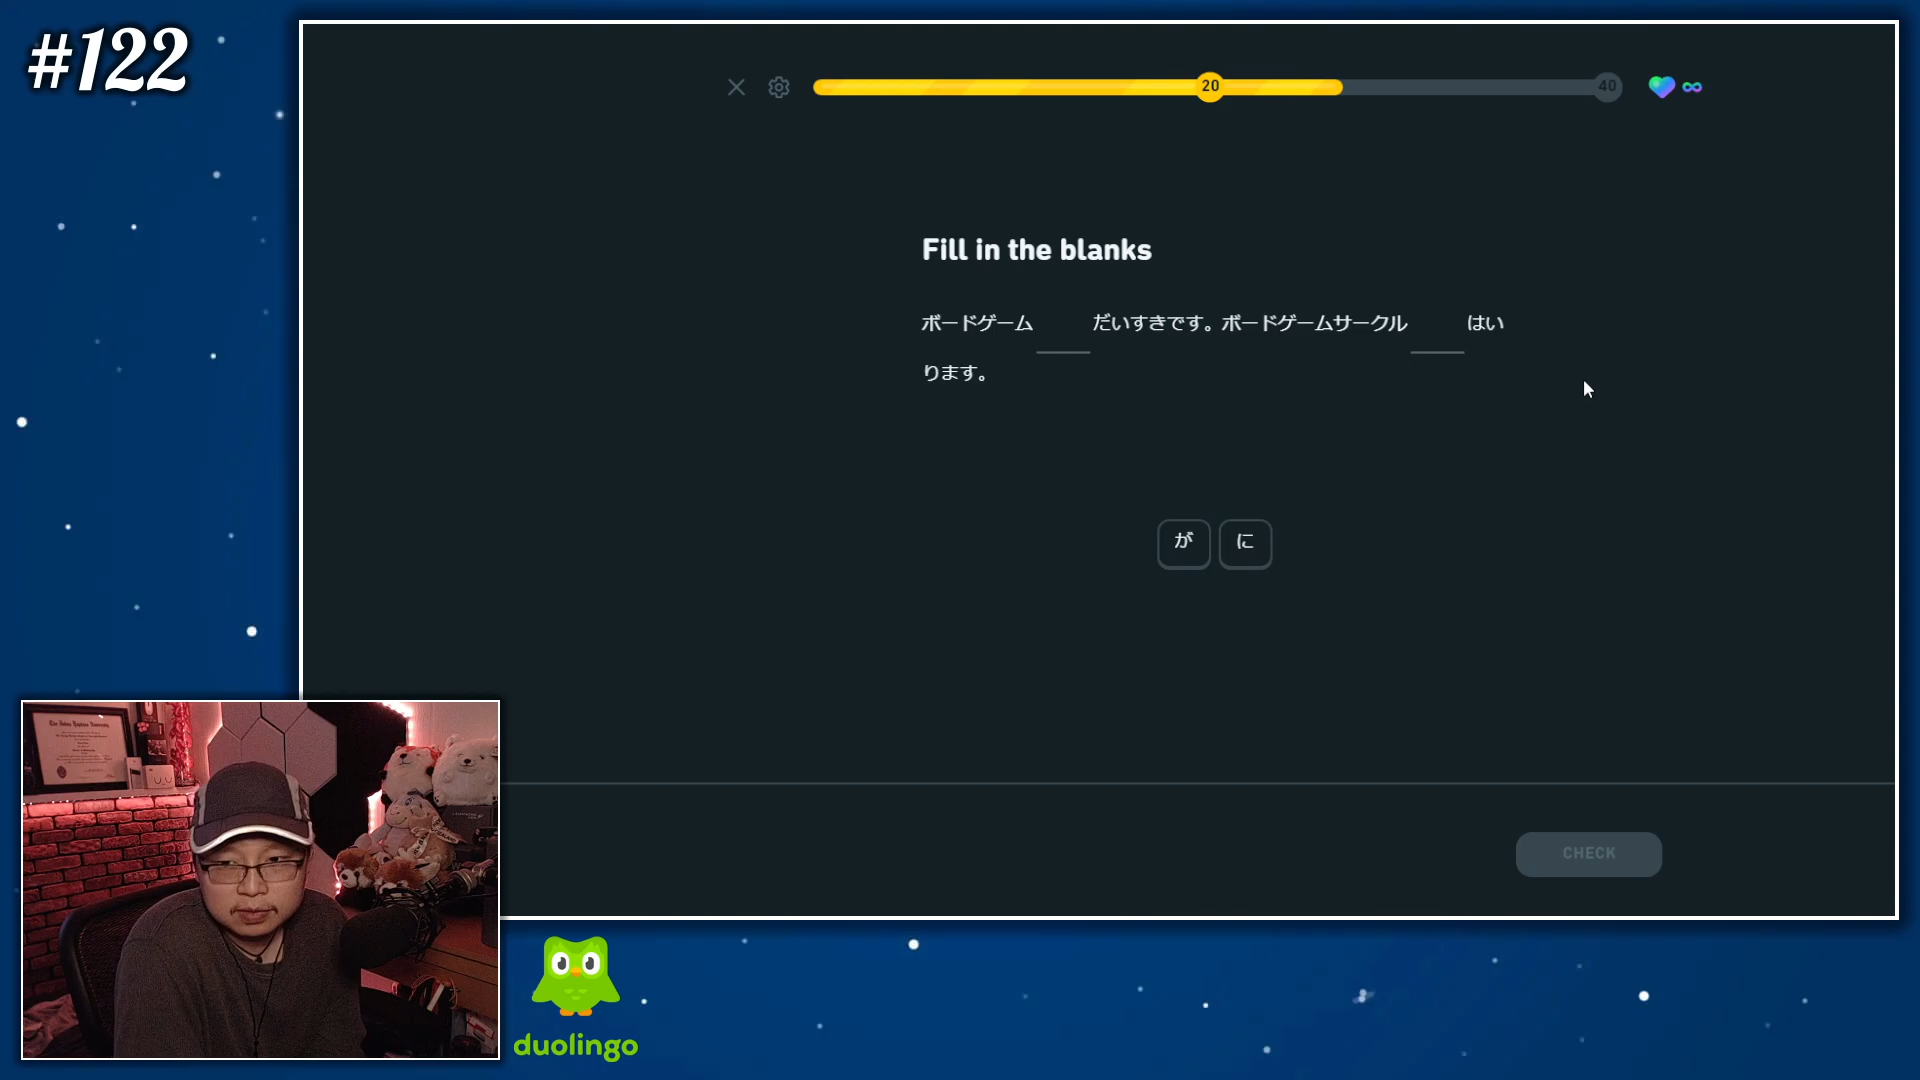 #122
20
40
Fill in the blanks
ボードゲーム だいすきです。ボードゲームサークル はい
ります。
が
に
CHECK
duolingo